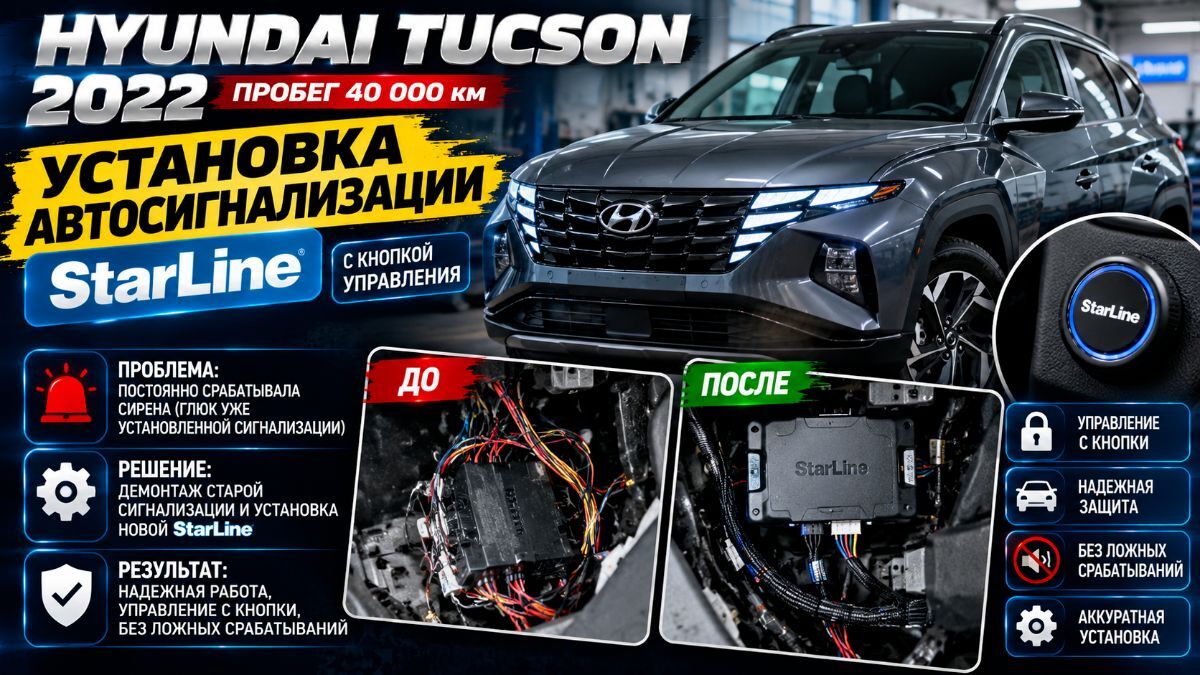 HYUNDAI TUCSON
2022 ПРОБЕГ 40 000 км
УСТАНОВКА
АВТОСИГНАЛИЗАЦИИ
StarLine®
С КНОПКОЙ
УПРАВЛЕНИЯ
StarLine
ПРОБЛЕМА:
ПОСТОЯННО СРАБАТЫВАЛА
СИРЕНА (ГЛЮК УЖЕ
УСТАНОВЛЕННОЙ СИГНАЛИЗАЦИИ)
РЕШЕНИЕ:
ДЕМОНТАЖ СТАРОЙ
СИГНАЛИЗАЦИИ И УСТАНОВКА
НОВОЙ StarLine
РЕЗУЛЬТАТ:
НАДЕЖНАЯ РАБОТА,
УПРАВЛЕНИЕ С КНОПКИ,
БЕЗ ЛОЖНЫХ СРАБАТЫВАНИЙ
ДО
ПОСЛЕ
StarLine
УПРАВЛЕНИЕ
С КНОПКИ
НАДЕЖНАЯ
ЗАЩИТА
БЕЗ ЛОЖНЫХ
СРАБАТЫВАНИЙ
АККУРАТНАЯ
УСТАНОВКА